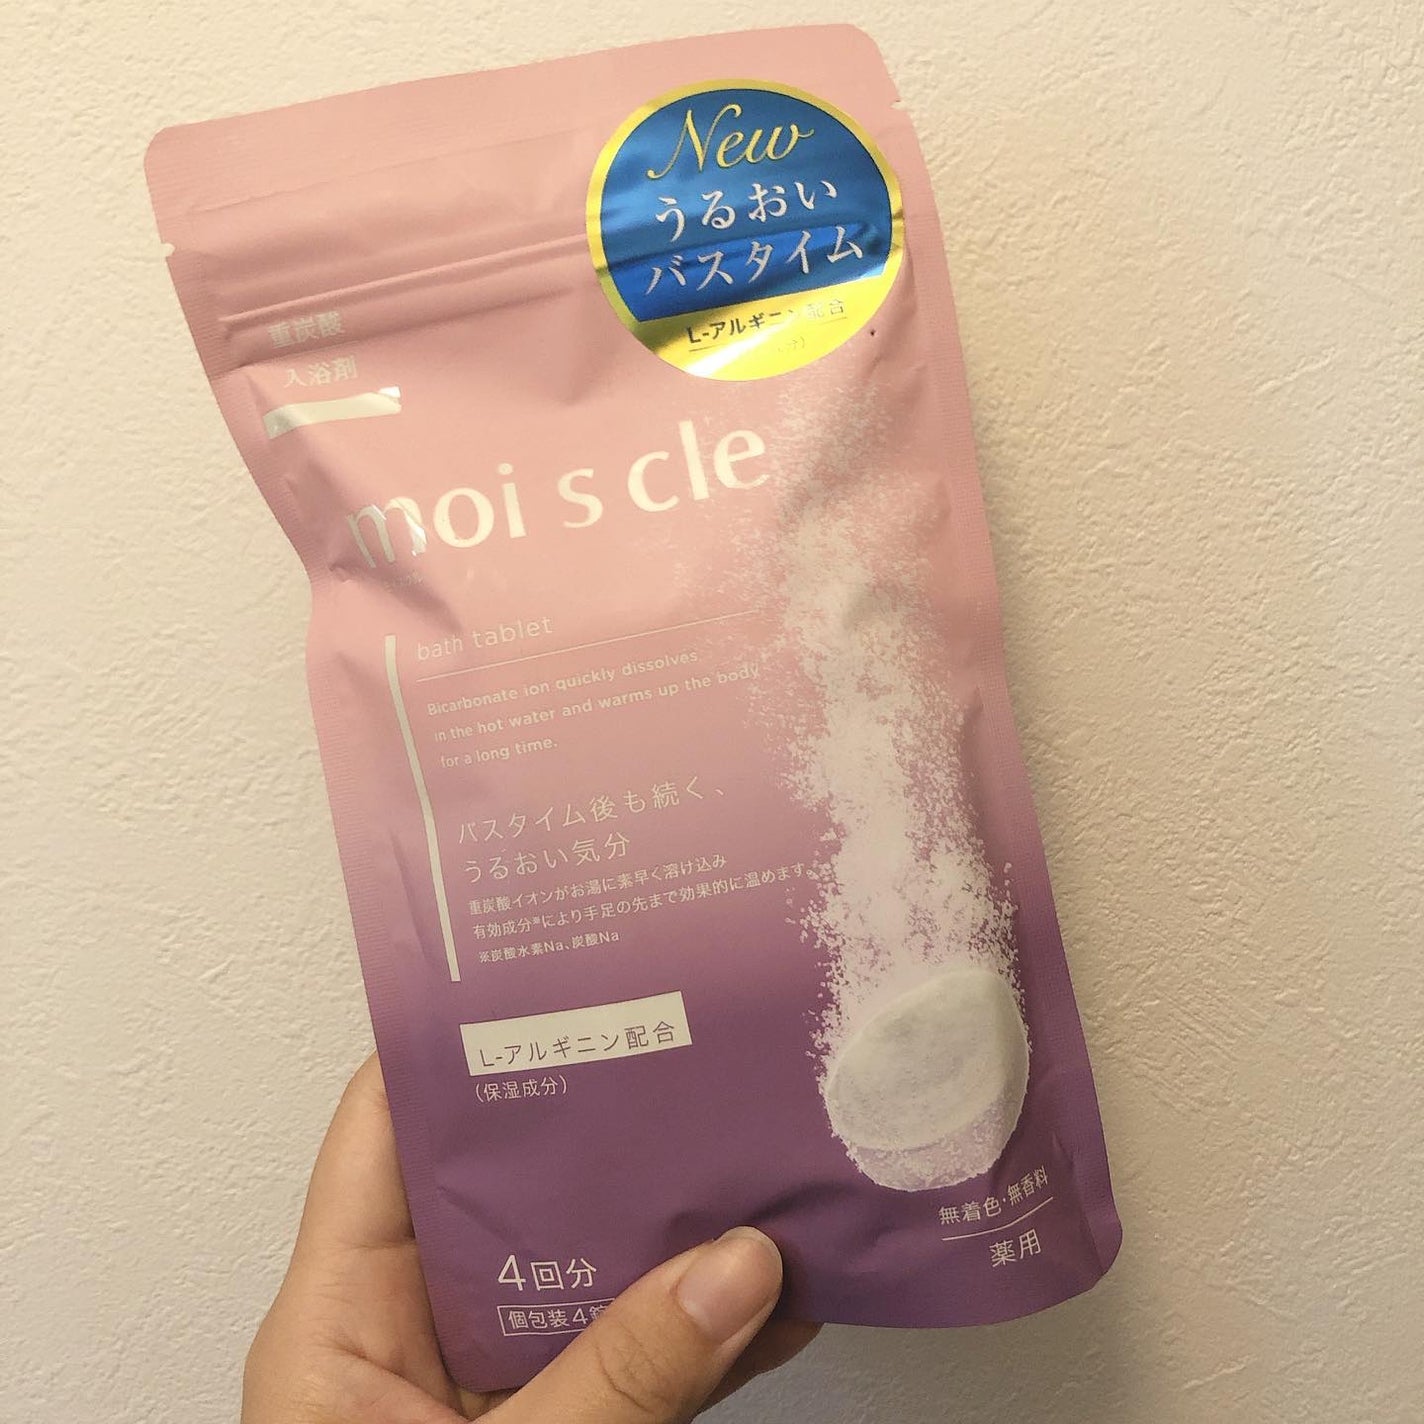 New
うるおい
バスタイム
L-アルギニン配合
重炭酸
入浴剤
moi s cle
bath tablet
Bicarbonate ion quickly dissolves
in the hot water and warms up the body
for a long time.
バスタイム後も続く、
うるおい気分
重炭酸イオンがお湯に素早く溶け込み
有効成分※により手足の先まで効果的に温めます。
※炭酸水素Na、炭酸Na
L-アルギニン配合
(保湿成分)
無着色・無香料
薬用
4回分
個包装4錠